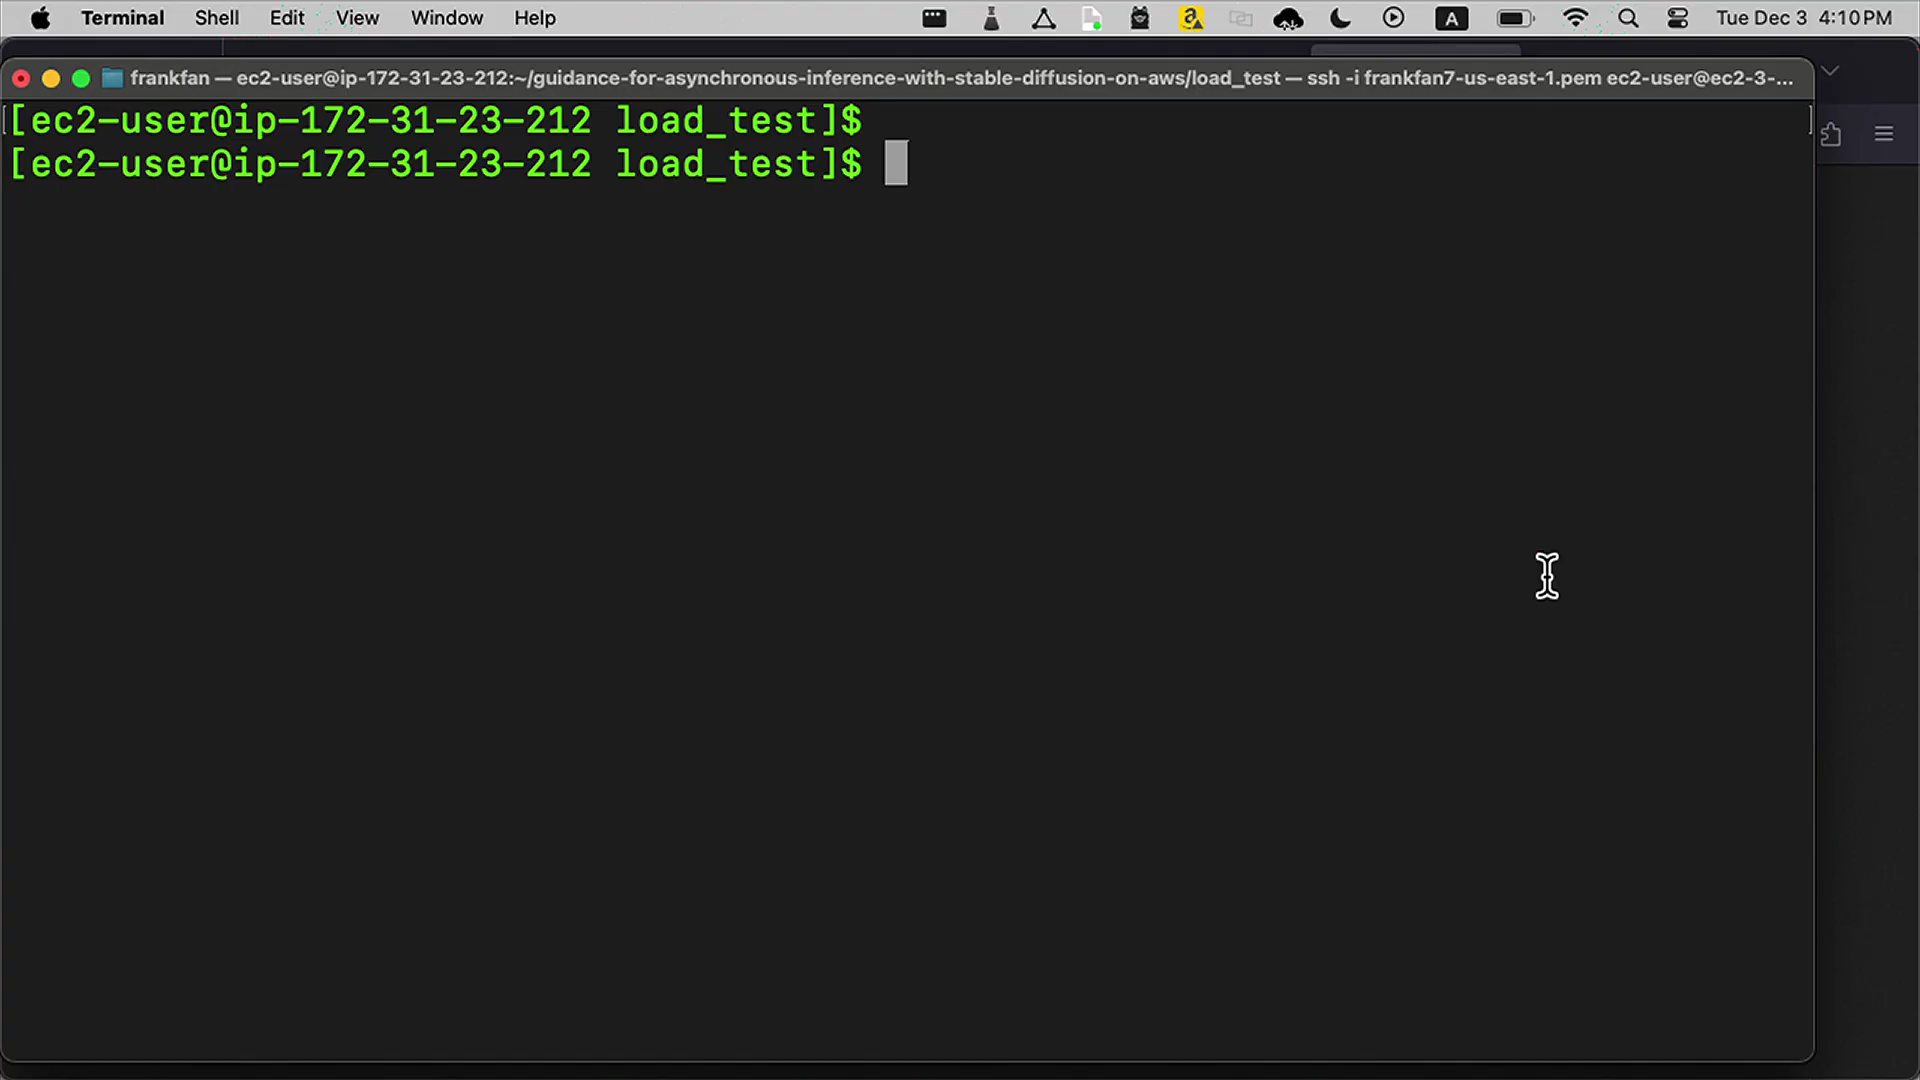 Terminal Shell Edit View Window Help A Tue Dec 3 4:10 PM
frankfan — ec2-user@ip-172-31-23-212:~/guidance-for-asynchronous-inference-with-stable-diffusion-on-aws/load_test — ssh -i frankfan7-us-east-1.pem ec2-user@ec2-3-...
[ec2-user@ip-172-31-23-212 load_test]$
[ec2-user@ip-172-31-23-212 load_test]$